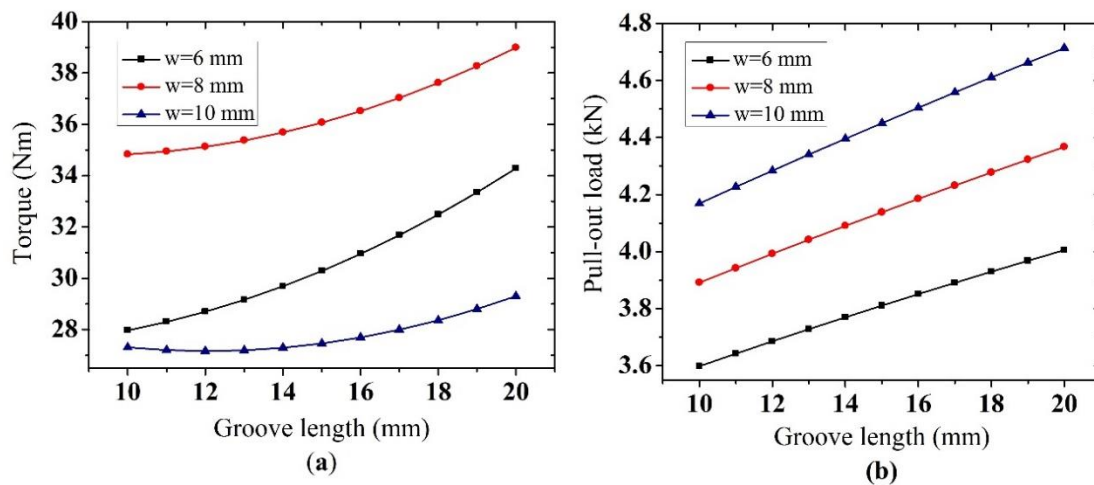 40
38
36
34
32
30
28
Torque (Nm)
w=6 mm
w=8 mm
w=10 mm
10 12 14 16 18 20
Groove length (mm)
(a)
4.8
4.6
4.4
4.2
4.0
3.8
3.6
Pull-out load (kN)
w=6 mm
w=8 mm
w=10 mm
10 12 14 16 18 20
Groove length (mm)
(b)